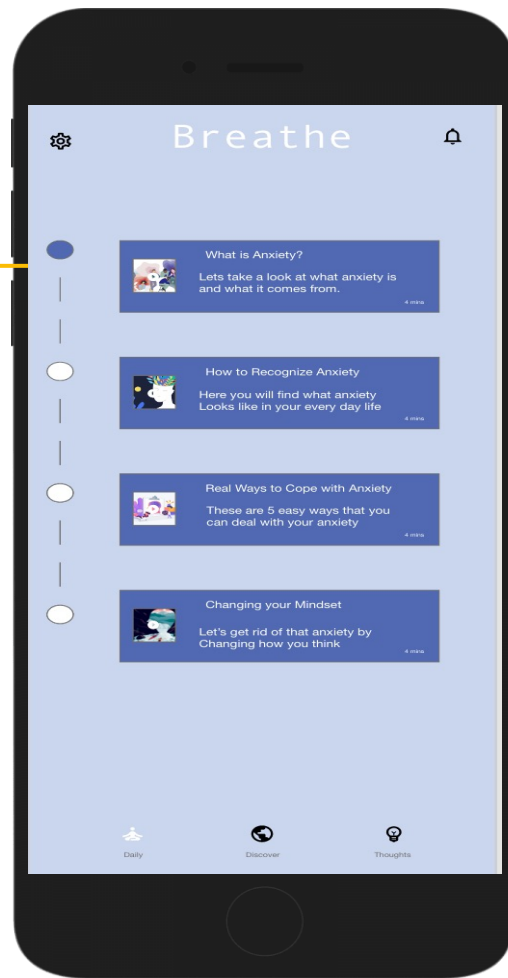 Breathe
What is Anxiety?
Lets take a look at what anxiety is
and what it comes from.
4 mins
How to Recognize Anxiety
Here you will find what anxiety
Looks like in your every day life
4 mins
Real Ways to Cope with Anxiety
These are 5 easy ways that you
can deal with your anxiety
4 mins
Changing your Mindset
Let's get rid of that anxiety by
Changing how you think
4 mins
Daily
Discover
Thoughts